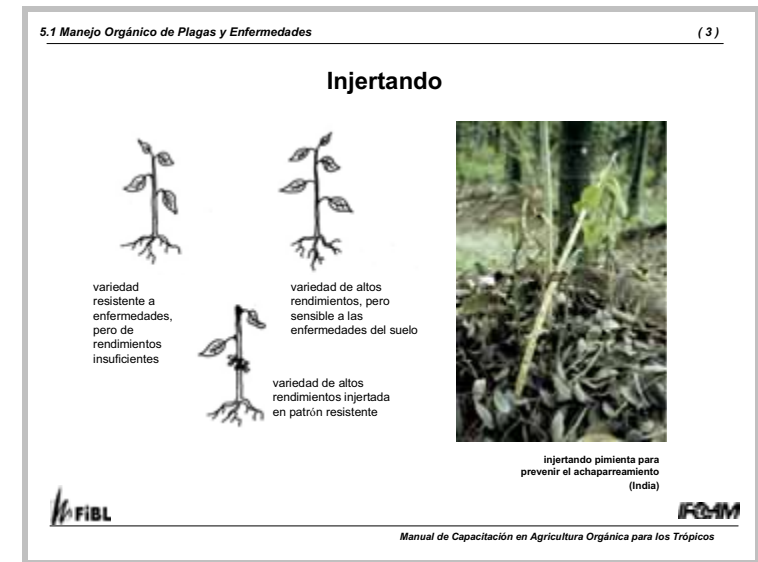 5.1 Manejo Orgánico de Plagas y Enfermedades ( 3 )
Injertando
variedad
resistente a
enfermedades,
pero de
rendimientos
insuficientes
variedad de altos
rendimientos, pero
sensible a las
enfermedades del suelo
variedad de altos
rendimientos injertada
en patrón resistente
injertando pimienta para
prevenir el achaparreamiento
(India)
FiBL
IFOAM
Manual de Capacitación en Agricultura Orgánica para los Trópicos